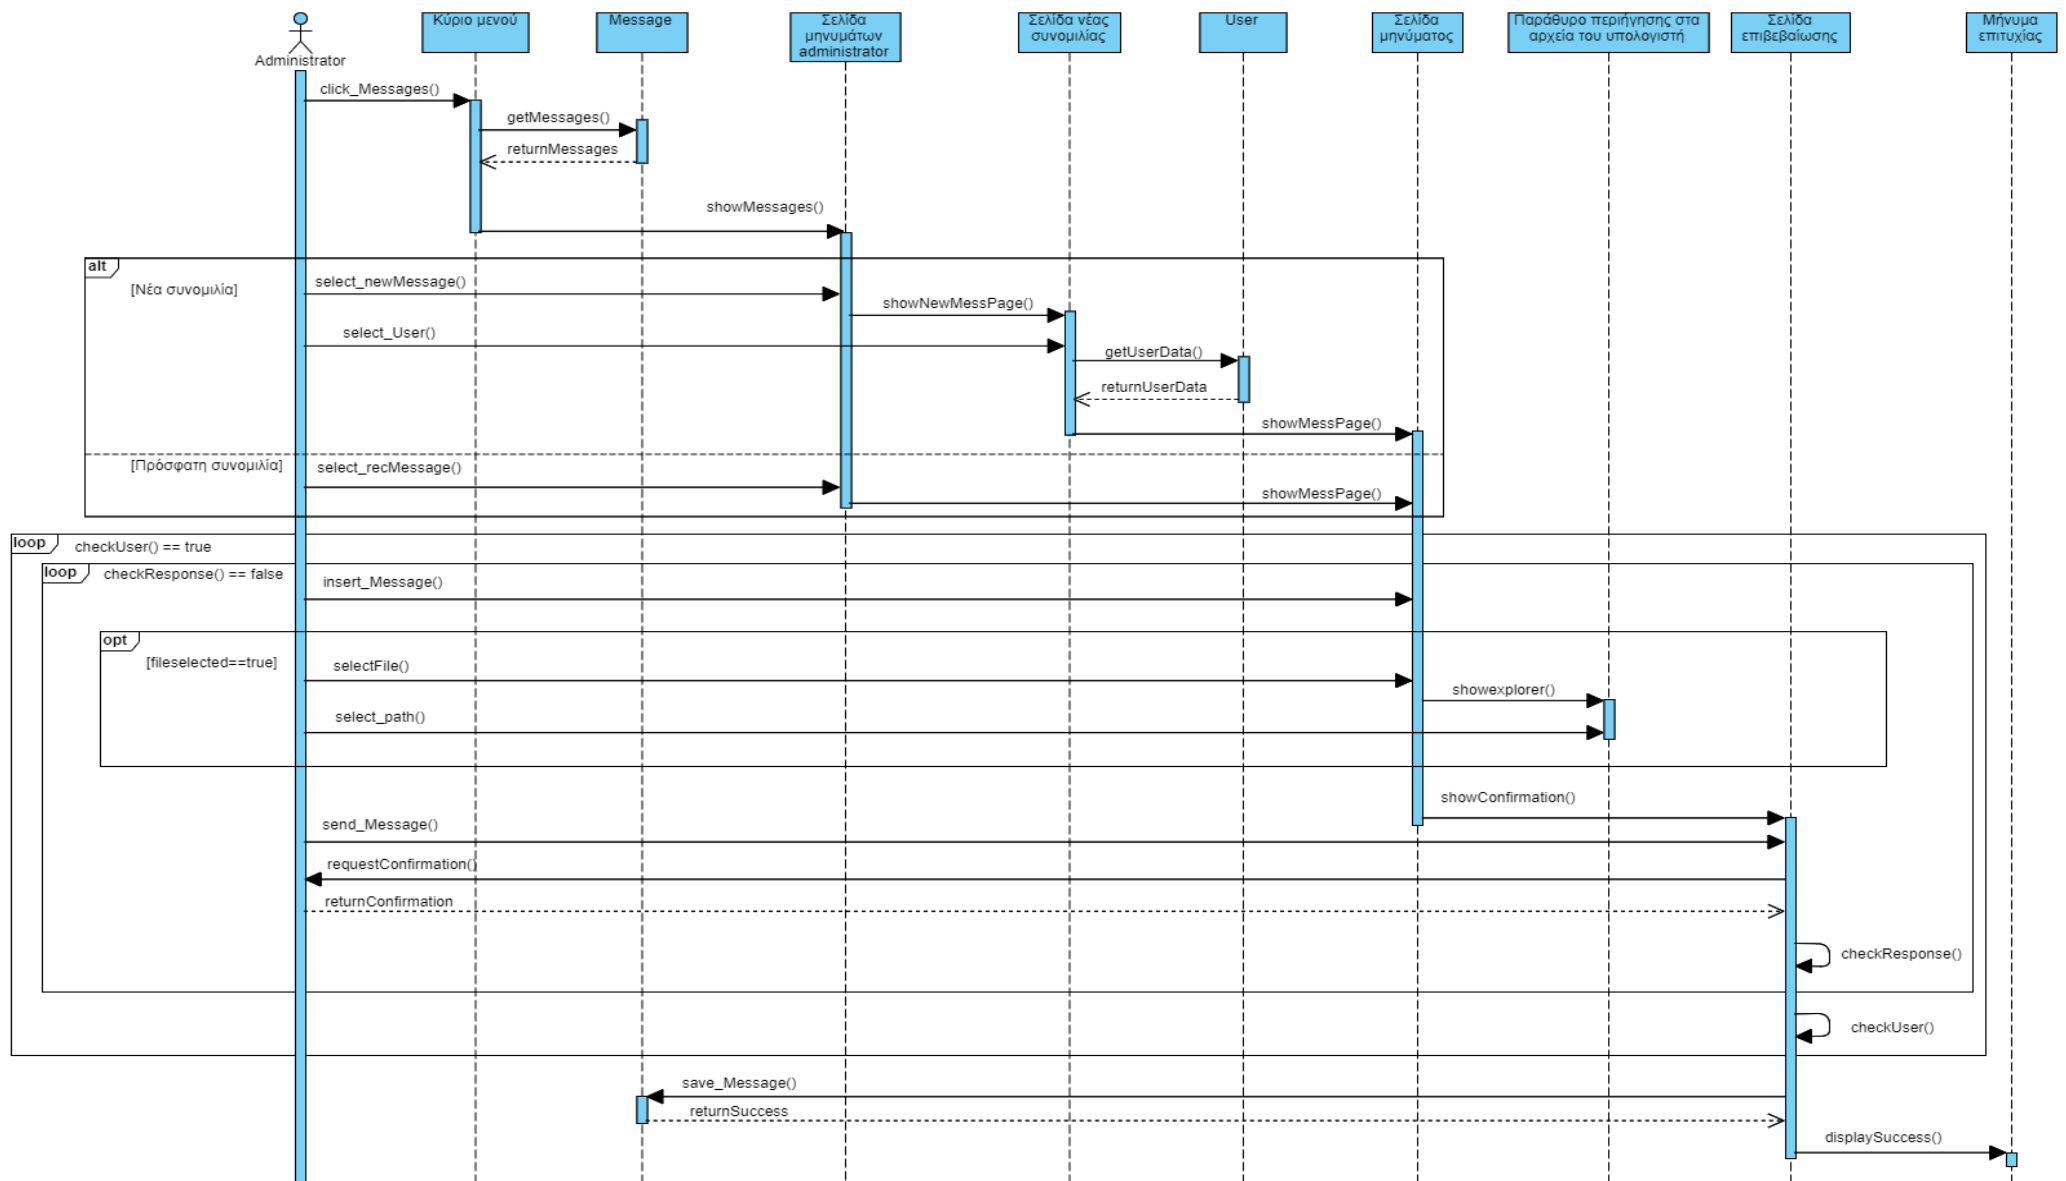 Administrator
Κύριο μενού
Message
Σελίδα
μηνυμάτων
administrator
Σελίδα νέας
συνομιλίας
User
Σελίδα
μηνύματος
Παράθυρο περιήγησης στα
αρχεία του υπολογιστή
Σελίδα
επιβεβαίωσης
Μήνυμα
επιτυχίας
click_Messages()
getMessages()
returnMessages
showMessages()
alt
[Νέα συνομιλία]
select_newMessage()
showNewMessPage()
select_User()
getUserData()
returnUserData
showMessPage()
[Πρόσφατη συνομιλία]
select_recMessage()
showMessPage()
loop
checkUser() == true
loop
checkResponse() == false
insert_Message()
opt
[fileselected==true]
selectFile()
showexplorer()
select_path()
showConfirmation()
send_Message()
requestConfirmation()
returnConfirmation
checkResponse()
checkUser()
save_Message()
returnSuccess
displaySuccess()